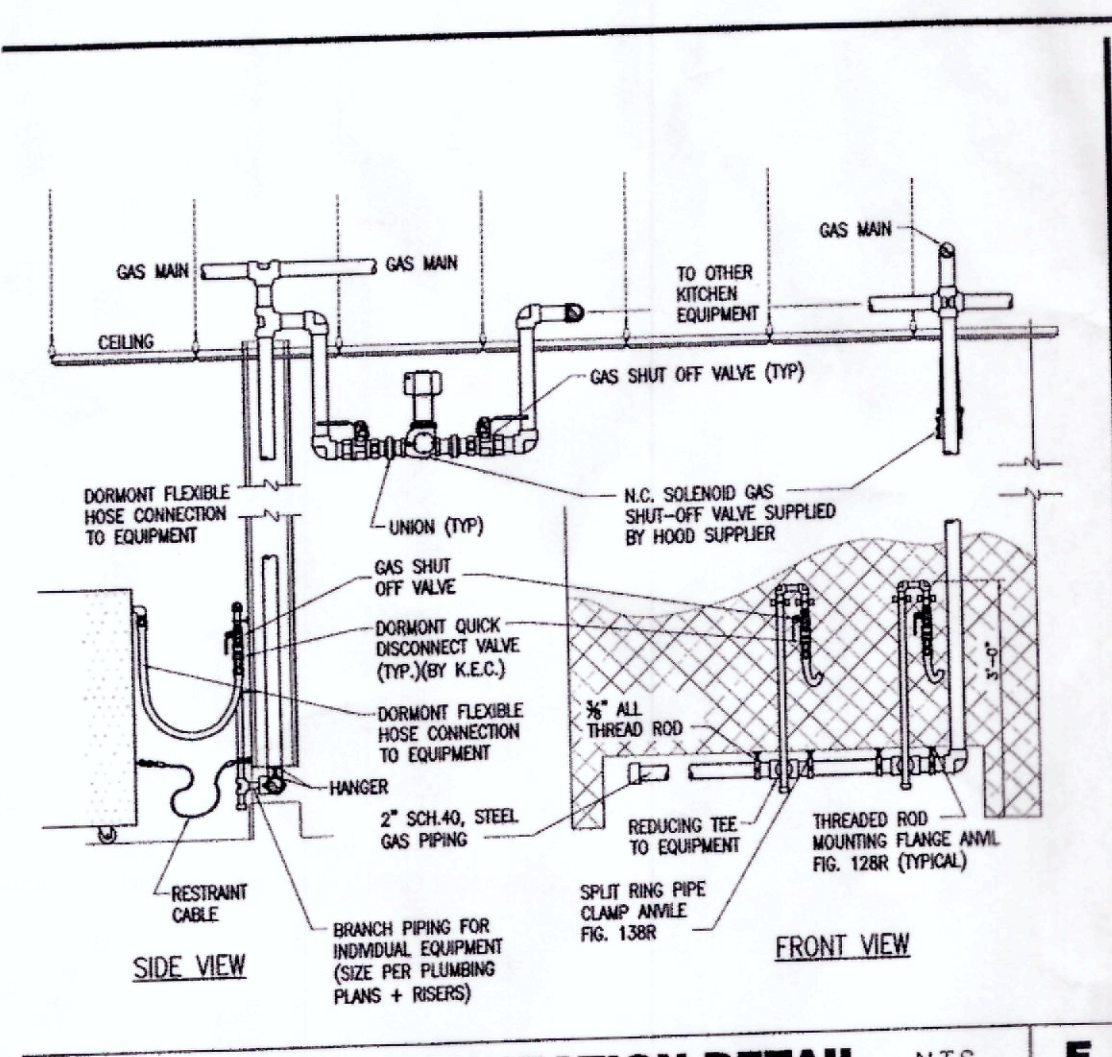 GAS MAIN
GAS MAIN
GAS MAIN
TO OTHER
KITCHEN
EQUIPMENT
CEILING
GAS SHUT OFF VALVE (TYP)
DORMONT FLEXIBLE
HOSE CONNECTION
TO EQUIPMENT
UNION (TYP)
N.C. SOLENOID GAS
SHUT-OFF VALVE SUPPLIED
BY HOOD SUPPLIER
GAS SHUT
OFF VALVE
DORMONT QUICK
DISCONNECT VALVE
(TYP.)(BY K.E.C.)
DORMONT FLEXIBLE
HOSE CONNECTION
TO EQUIPMENT
3'-0"
⅜" ALL
THREAD ROD
HANGER
2" SCH.40, STEEL
GAS PIPING
REDUCING TEE
TO EQUIPMENT
THREADED ROD
MOUNTING FLANGE ANVIL
FIG. 128R (TYPICAL)
SPLIT RING PIPE
CLAMP ANVILE
FIG. 138R
RESTRAINT
CABLE
BRANCH PIPING FOR
INDIVIDUAL EQUIPMENT
(SIZE PER PLUMBING
PLANS + RISERS)
SIDE VIEW
FRONT VIEW
DETAIL N.T.S.